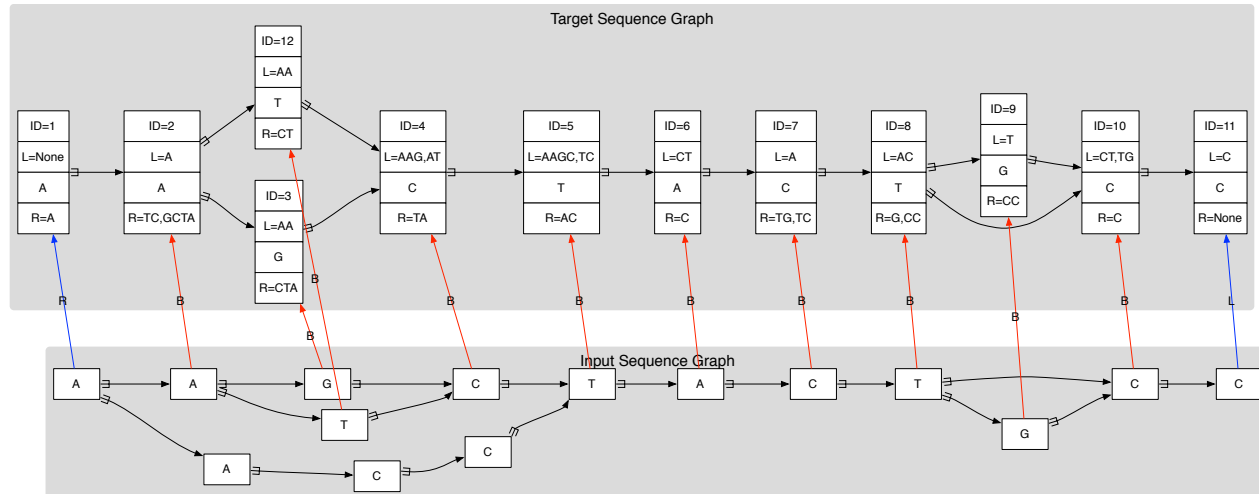 Target Sequence Graph
ID=12
L=AA
T
R=CT
ID=1
L=None
A
R=A
ID=2
L=A
A
R=TC,GCTA
ID=3
L=AA
G
R=CTA
ID=4
L=AAG,AT
C
R=TA
ID=5
L=AAGC,TC
T
R=AC
ID=6
L=CT
A
R=C
ID=7
L=A
C
R=TG,TC
ID=8
L=AC
T
R=G,CC
ID=9
L=T
G
R=CC
ID=10
L=CT,TG
C
R=C
ID=11
L=C
C
R=None
R
B
B
B
B
B
B
B
B
B
B
L
Input Sequence Graph
A
A
G
C
T
A
C
T
C
C
T
G
A
C
C